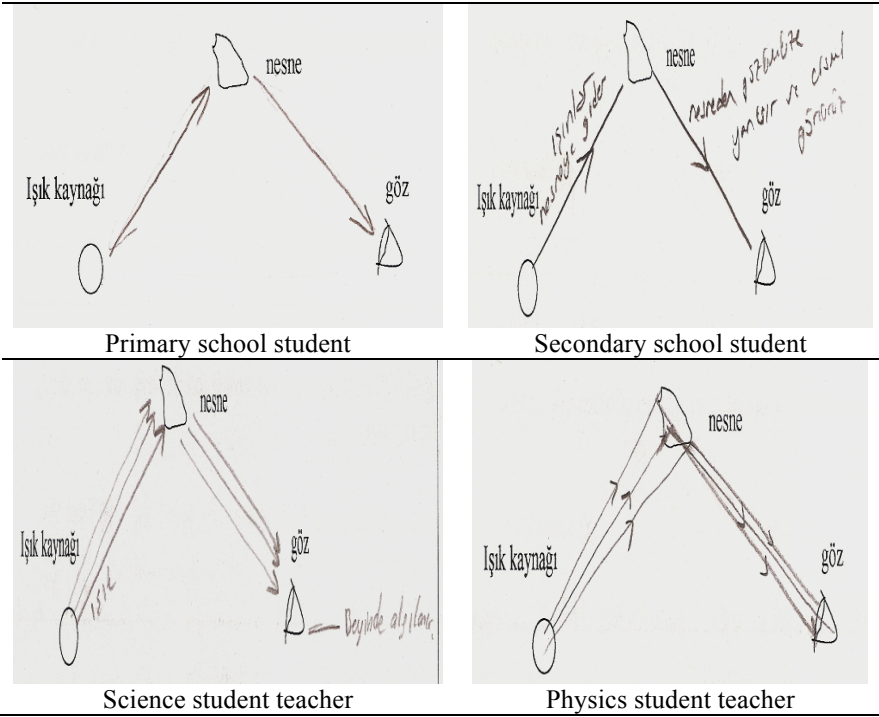 nesne
Işık kaynağı
göz
Primary school student
nesne
ışınlar
nesneye gider
nesneden gözümüze
yansır ve cismi
görürüz
Işık kaynağı
göz
Secondary school student
nesne
Işık kaynağı
ışık
göz
Beyinde algılanır
Science student teacher
nesne
Işık kaynağı
göz
Physics student teacher